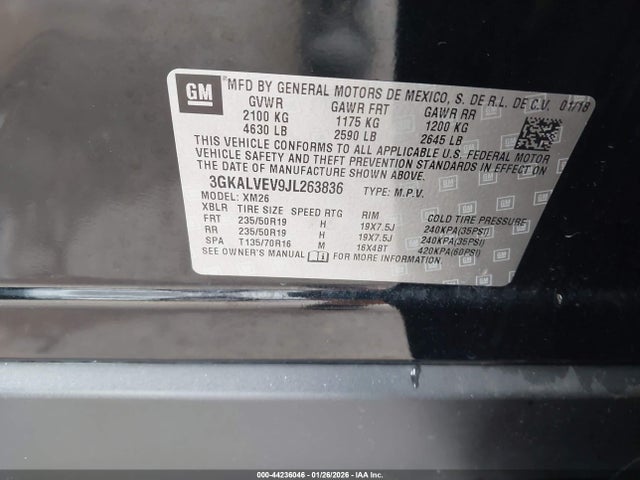 GM
MFD BY GENERAL MOTORS DE MEXICO, S. DE R.L. DE C.V. 01/18
GVWR GAWR FRT GAWR RR
2100 KG 1175 KG 1200 KG
4630 LB 2590 LB 2645 LB
THIS VEHICLE CONFORMS TO ALL APPLICABLE U.S. FEDERAL MOTOR
VEHICLE SAFETY AND THEFT PREVENTION STANDARDS IN EFFECT ON THE
DATE OF MANUFACTURE SHOWN ABOVE.
3GKALVEV9JL263836 TYPE: M.P.V.
MODEL: XM26
XBLR TIRE SIZE SPEED RTG RIM COLD TIRE PRESSURE
FRT 235/50R19 H 19X7.5J 240KPA(35PSI)
RR 235/50R19 H 19X7.5J 240KPA(35PSI)
SPA T135/70R16 M 16X4BT 420KPA(60PSI)
SEE OWNER'S MANUAL FOR ADDITIONAL INFORMATION.
000-44236046 - 01/26/2026 - IAA Inc.